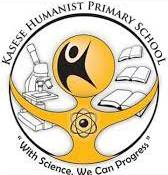 KASESE HUMANIST PRIMARY SCHOOL
"With Science, We Can Progress"